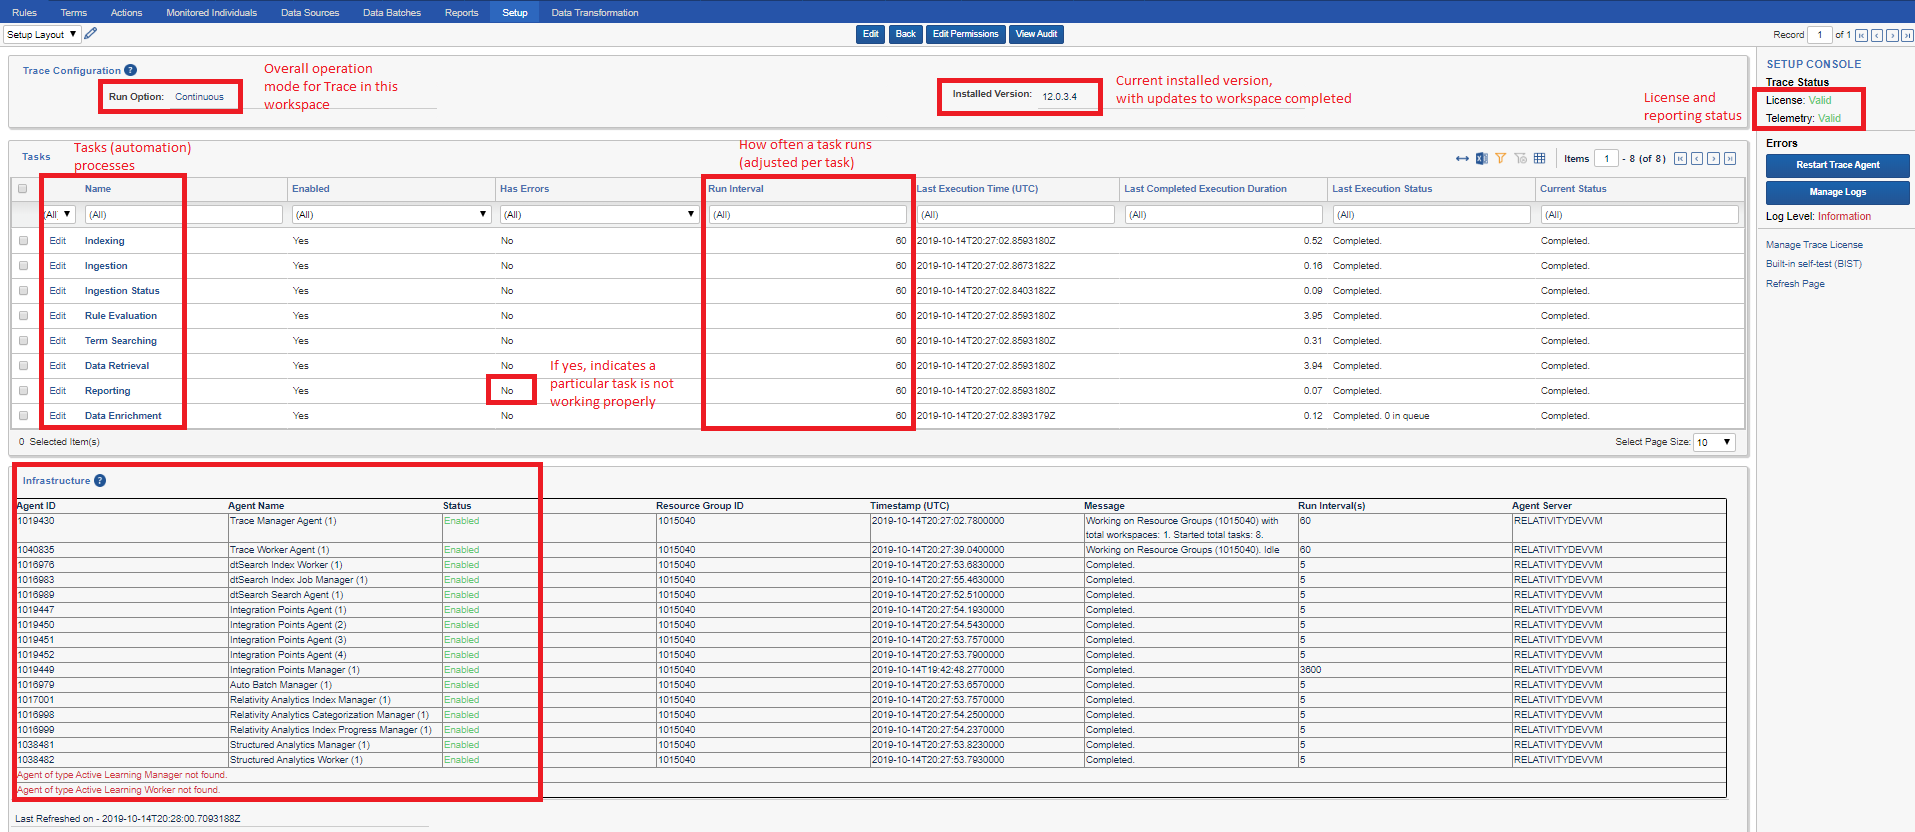 Rules Terms Actions Monitored Individuals Data Sources Data Batches Reports Setup Data Transformation
Setup Layout ▼ Edit Back Edit Permissions View Audit Record 1 of 1
Trace Configuration ?
Run Option: Continuous
Overall operation
mode for Trace in this
workspace
Installed Version: 12.0.3.4
Current installed version,
with updates to workspace completed
License and
reporting status
SETUP CONSOLE
Trace Status
License: Valid
Telemetry: Valid
Errors
Restart Trace Agent
Manage Logs
Log Level: Information
Manage Trace License
Built-in self-test (BIST)
Refresh Page
Tasks
Tasks (automation)
processes
How often a task runs
(adjusted per task)
Items 1 - 8 (of 8)
Name Enabled Has Errors Run Interval Last Execution Time (UTC) Last Completed Execution Duration Last Execution Status Current Status
(All) (All) (All) (All) (All) (All) (All) (All) (All)
Edit Indexing Yes No 60 2019-10-14T20:27:02.8593180Z 0.52 Completed. Completed.
Edit Ingestion Yes No 60 2019-10-14T20:27:02.8673182Z 0.16 Completed. Completed.
Edit Ingestion Status Yes No 60 2019-10-14T20:27:02.8403182Z 0.09 Completed. Completed.
Edit Rule Evaluation Yes No 60 2019-10-14T20:27:02.8593180Z 3.95 Completed. Completed.
Edit Term Searching Yes No 60 2019-10-14T20:27:02.8593180Z 0.31 Completed. Completed.
Edit Data Retrieval Yes No 60 2019-10-14T20:27:02.8593180Z 3.94 Completed. Completed.
Edit Reporting Yes No 60 2019-10-14T20:27:02.8593180Z 0.07 Completed. Completed.
Edit Data Enrichment Yes No 60 2019-10-14T20:27:02.8393179Z 0.12 Completed. 0 in queue Completed.
If yes, indicates a
particular task is not
working properly
0 Selected Item(s) Select Page Size: 10
Infrastructure ?
Agent ID Agent Name Status Resource Group ID Timestamp (UTC) Message Run Interval(s) Agent Server
1019430 Trace Manager Agent (1) Enabled 1015040 2019-10-14T20:27:02.7800000 Working on Resource Groups (1015040) with 60 RELATIVITYDEVVM
total workspaces: 1. Started total tasks: 8.
1040835 Trace Worker Agent (1) Enabled 1015040 2019-10-14T20:27:39.0400000 Working on Resource Groups (1015040). Idle 60 RELATIVITYDEVVM
1016976 dtSearch Index Worker (1) Enabled 1015040 2019-10-14T20:27:53.6830000 Completed. 5 RELATIVITYDEVVM
1016983 dtSearch Index Job Manager (1) Enabled 1015040 2019-10-14T20:27:55.4630000 Completed. 5 RELATIVITYDEVVM
1016989 dtSearch Search Agent (1) Enabled 1015040 2019-10-14T20:27:52.5100000 Completed. 5 RELATIVITYDEVVM
1019447 Integration Points Agent (1) Enabled 1015040 2019-10-14T20:27:54.1930000 Completed. 5 RELATIVITYDEVVM
1019450 Integration Points Agent (2) Enabled 1015040 2019-10-14T20:27:54.5430000 Completed. 5 RELATIVITYDEVVM
1019451 Integration Points Agent (3) Enabled 1015040 2019-10-14T20:27:53.7570000 Completed. 5 RELATIVITYDEVVM
1019452 Integration Points Agent (4) Enabled 1015040 2019-10-14T20:27:53.7900000 Completed. 5 RELATIVITYDEVVM
1019449 Integration Points Manager (1) Enabled 1015040 2019-10-14T19:42:48.2770000 Completed. 3600 RELATIVITYDEVVM
1016979 Auto Batch Manager (1) Enabled 1015040 2019-10-14T20:27:53.6570000 Completed. 5 RELATIVITYDEVVM
1017001 Relativity Analytics Index Manager (1) Enabled 1015040 2019-10-14T20:27:53.7570000 Completed. 5 RELATIVITYDEVVM
1016998 Relativity Analytics Categorization Manager (1) Enabled 1015040 2019-10-14T20:27:54.2500000 Completed. 5 RELATIVITYDEVVM
1016999 Relativity Analytics Index Progress Manager (1) Enabled 1015040 2019-10-14T20:27:54.2370000 Completed. 5 RELATIVITYDEVVM
1038481 Structured Analytics Manager (1) Enabled 1015040 2019-10-14T20:27:53.8230000 Completed. 5 RELATIVITYDEVVM
1038482 Structured Analytics Worker (1) Enabled 1015040 2019-10-14T20:27:53.7930000 Completed. 5 RELATIVITYDEVVM
Agent of type Active Learning Manager not found.
Agent of type Active Learning Worker not found.
Last Refreshed on - 2019-10-14T20:28:00.7093188Z